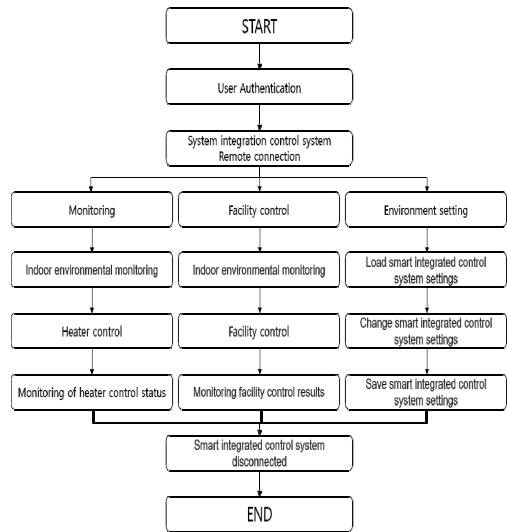 START
User Authentication
System integration control system
Remote connection
Monitoring
Facility control
Environment setting
Indoor environmental monitoring
Indoor environmental monitoring
Load smart integrated control
system settings
Heater control
Facility control
Change smart integrated control
system settings
Monitoring of heater control status
Monitoring facility control results
Save smart integrated control
system settings
Smart integrated control system
disconnected
END